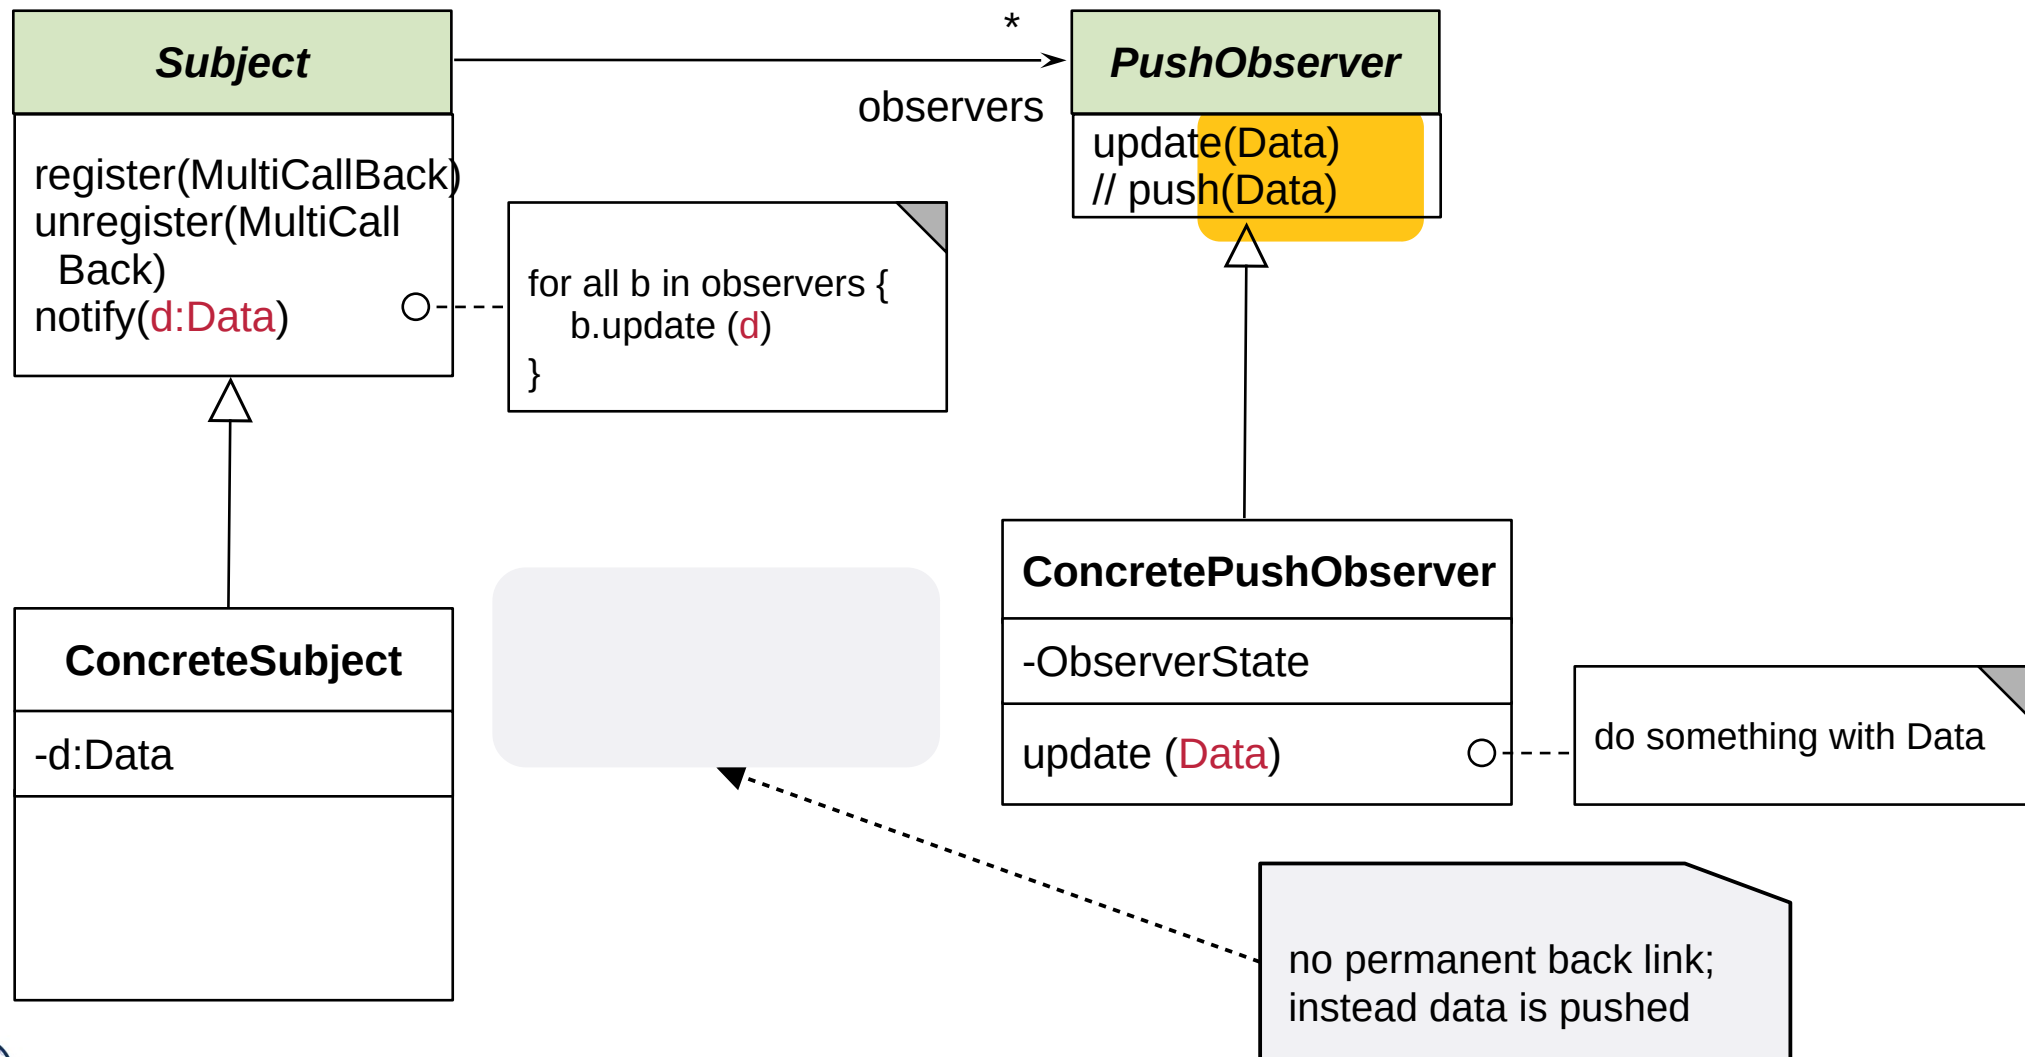 Subject
*
observers
PushObserver
register(MultiCallBack)
unregister(MultiCall
Back)
notify(d:Data)
update(Data)
// push(Data)
for all b in observers {
b.update (d)
}
ConcreteSubject
-d:Data
ConcretePushObserver
-ObserverState
update (Data)
do something with Data
no permanent back link;
instead data is pushed